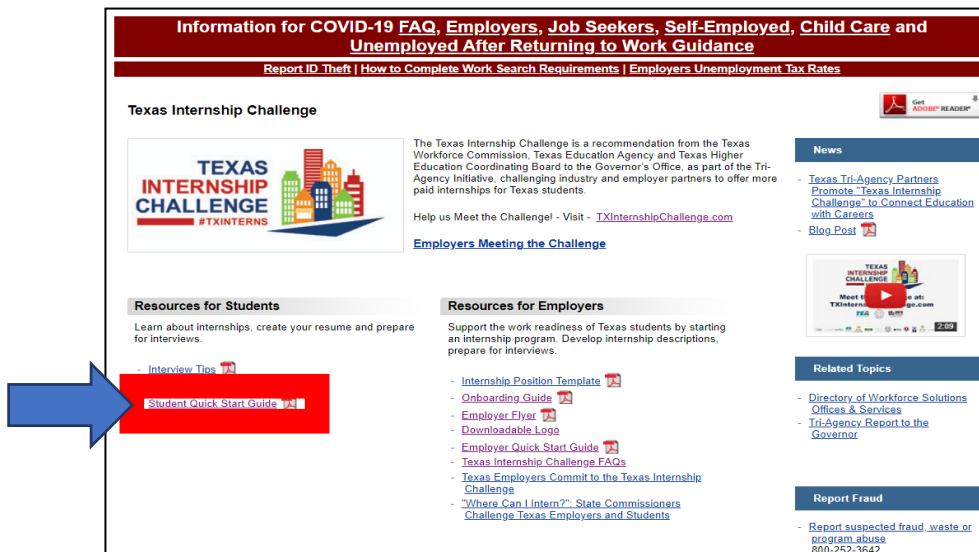 Information for COVID-19 FAQ, Employers, Job Seekers, Self-Employed, Child Care and
Unemployed After Returning to Work Guidance
Report ID Theft | How to Complete Work Search Requirements | Employers Unemployment Tax Rates
Texas Internship Challenge
Get
ADOBE® READER®
TEXAS
INTERNSHIP
CHALLENGE
#TXINTERNS
The Texas Internship Challenge is a recommendation from the Texas
Workforce Commission, Texas Education Agency and Texas Higher
Education Coordinating Board to the Governor's Office, as part of the Tri-
Agency Initiative, challenging industry and employer partners to offer more
paid internships for Texas students.
Help us Meet the Challenge! - Visit - TXInternshipChallenge.com
Employers Meeting the Challenge
Resources for Students
Learn about internships, create your resume and prepare
for interviews.
- Interview Tips
- Student Quick Start Guide
Resources for Employers
Support the work readiness of Texas students by starting
an internship program. Develop internship descriptions,
prepare for interviews.
- Internship Position Template
- Onboarding Guide
- Employer Flyer
- Downloadable Logo
- Employer Quick Start Guide
- Texas Internship Challenge FAQs
- Texas Employers Commit to the Texas Internship
Challenge
- "Where Can I Intern?": State Commissioners
Challenge Texas Employers and Students
News
- Texas Tri-Agency Partners
Promote "Texas Internship
Challenge" to Connect Education
with Careers
- Blog Post
TEXAS
INTERNSHIP
CHALLENGE
Meet
at:
TEA
2:09
Related Topics
- Directory of Workforce Solutions
Offices & Services
- Tri-Agency Report to the
Governor
Report Fraud
- Report suspected fraud, waste or
program abuse
800-252-3642